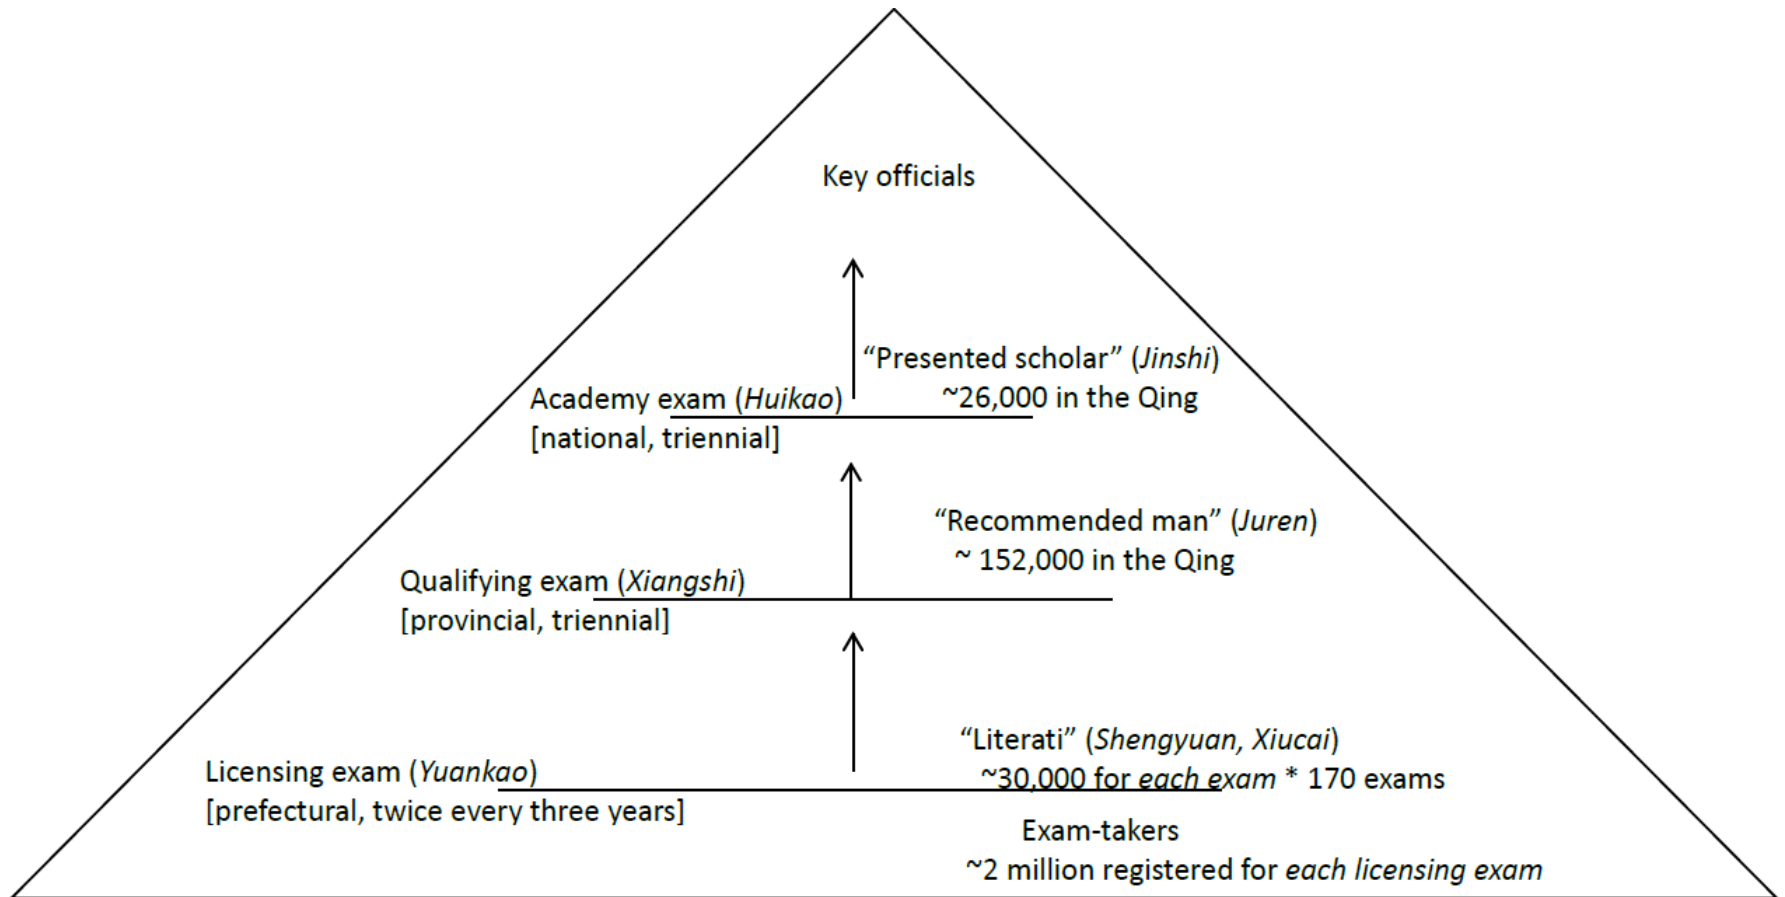 Key officials
“Presented scholar” (Jinshi)
~26,000 in the Qing
Academy exam (Huikao)
[national, triennial]
“Recommended man” (Juren)
~ 152,000 in the Qing
Qualifying exam (Xiangshi)
[provincial, triennial]
“Literati” (Shengyuan, Xiucai)
~30,000 for each exam * 170 exams
Licensing exam (Yuankao)
[prefectural, twice every three years]
Exam-takers
~2 million registered for each licensing exam